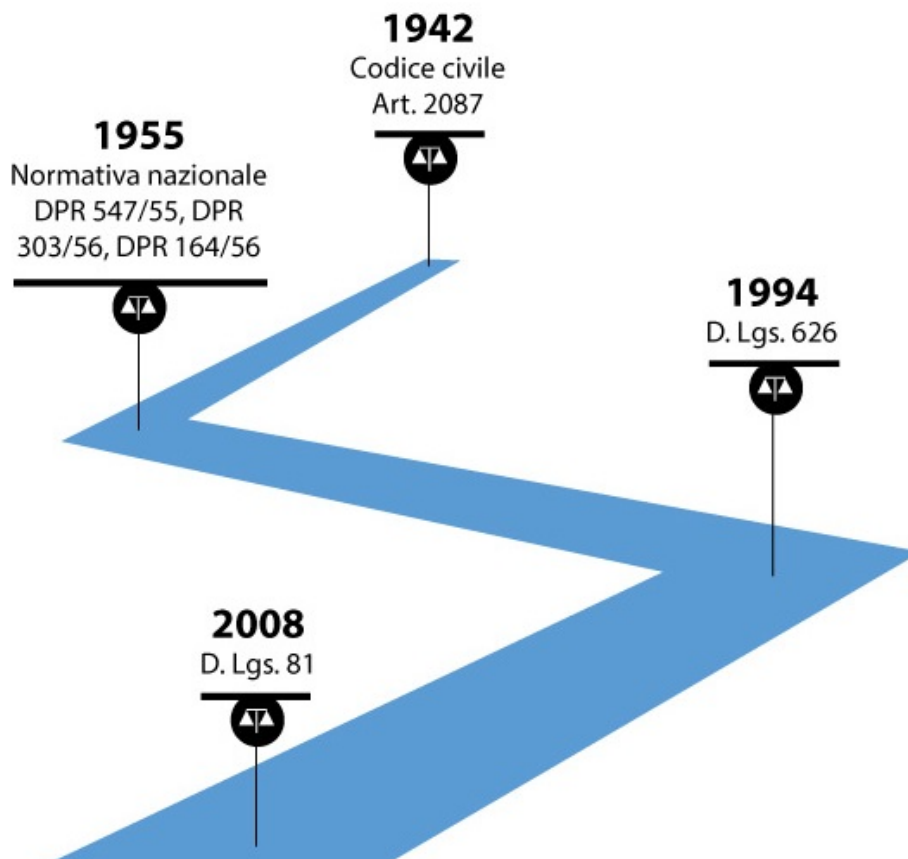 1942
Codice civile
Art. 2087
1955
Normativa nazionale
DPR 547/55, DPR
303/56, DPR 164/56
1994
D. Lgs. 626
2008
D. Lgs. 81